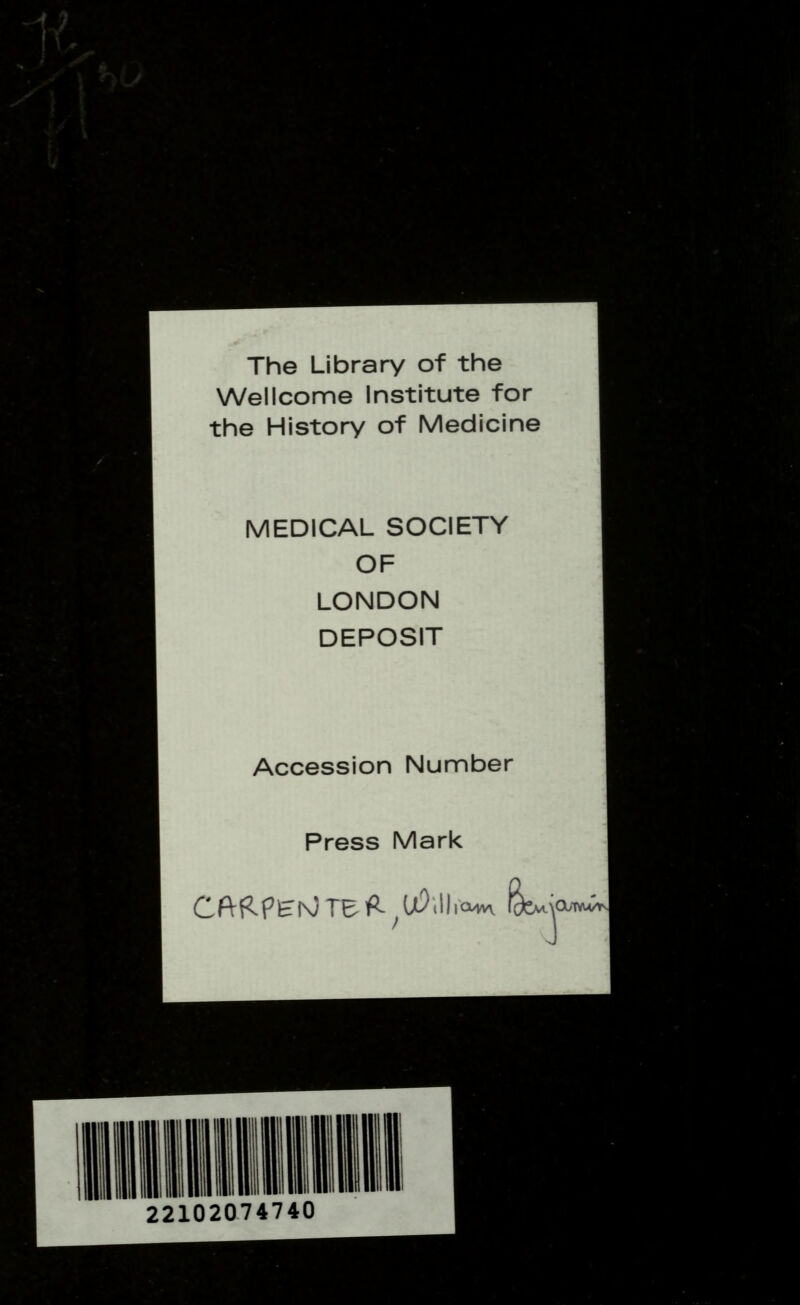 The Library of the
Wellcome Institute for
the History of Medicine
MEDICAL SOCIETY
OF
LONDON
DEPOSIT
Accession Number
Press Mark
CARPENTER, William Benjamin
22102074740